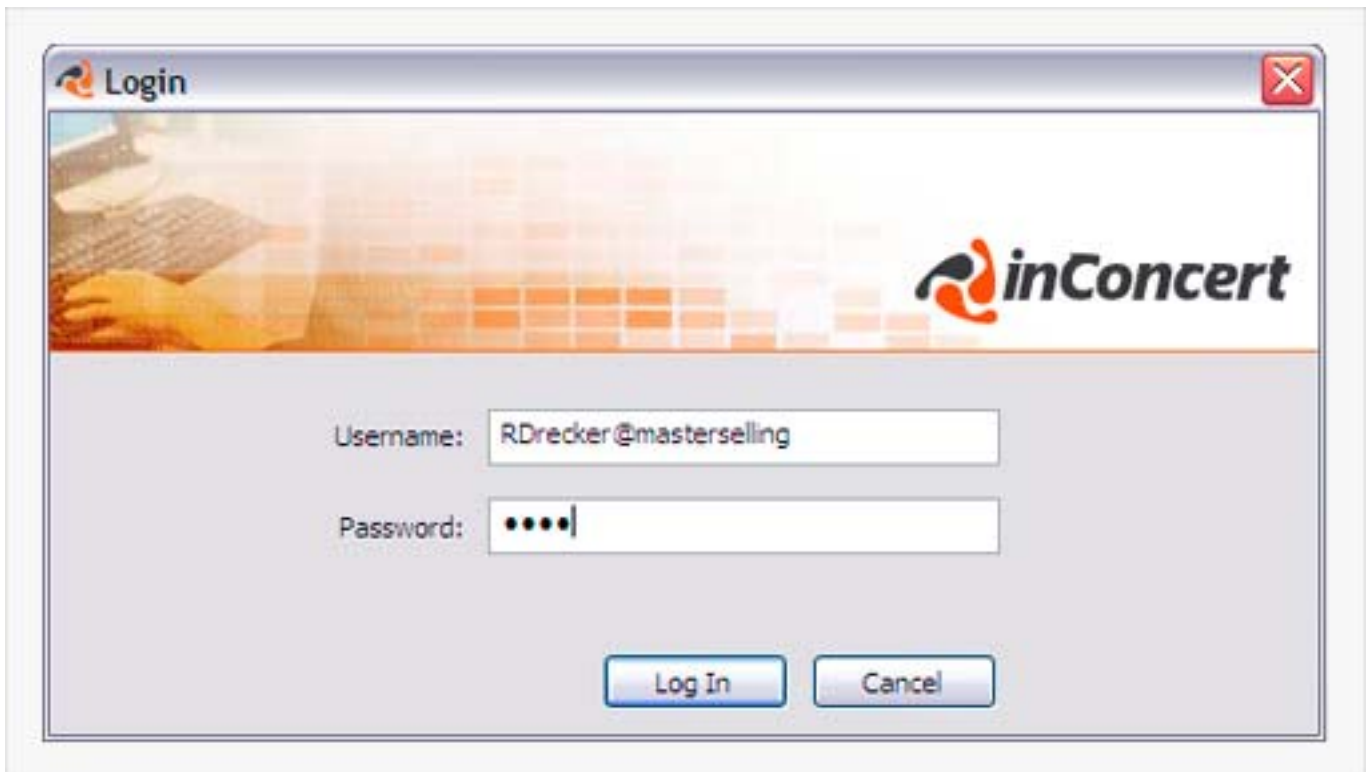 Login
inConcert
Username: RDrecker@masterselling
Password: ••••
Log In Cancel